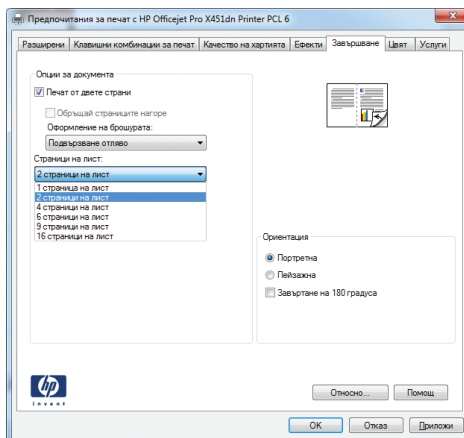 Предпочитания за печат с HP Officejet Pro X451dn Printer PCL 6
Разширени Клавишни комбинации за печат Качество на хартията Ефекти Завършване Цвят Услуги
Опции за документа
Печат от двете страни
Обръщай страниците нагоре
Оформление на брошурата:
Подвързване отляво
Страници на лист:
2 страници на лист
1 страница на лист
2 страници на лист
4 страници на лист
6 страници на лист
9 страници на лист
16 страници на лист
Ориентация
Портретна
Пейзажна
Завъртане на 180 градуса
hp
invent
Относно... Помощ
OK Отказ Приложи